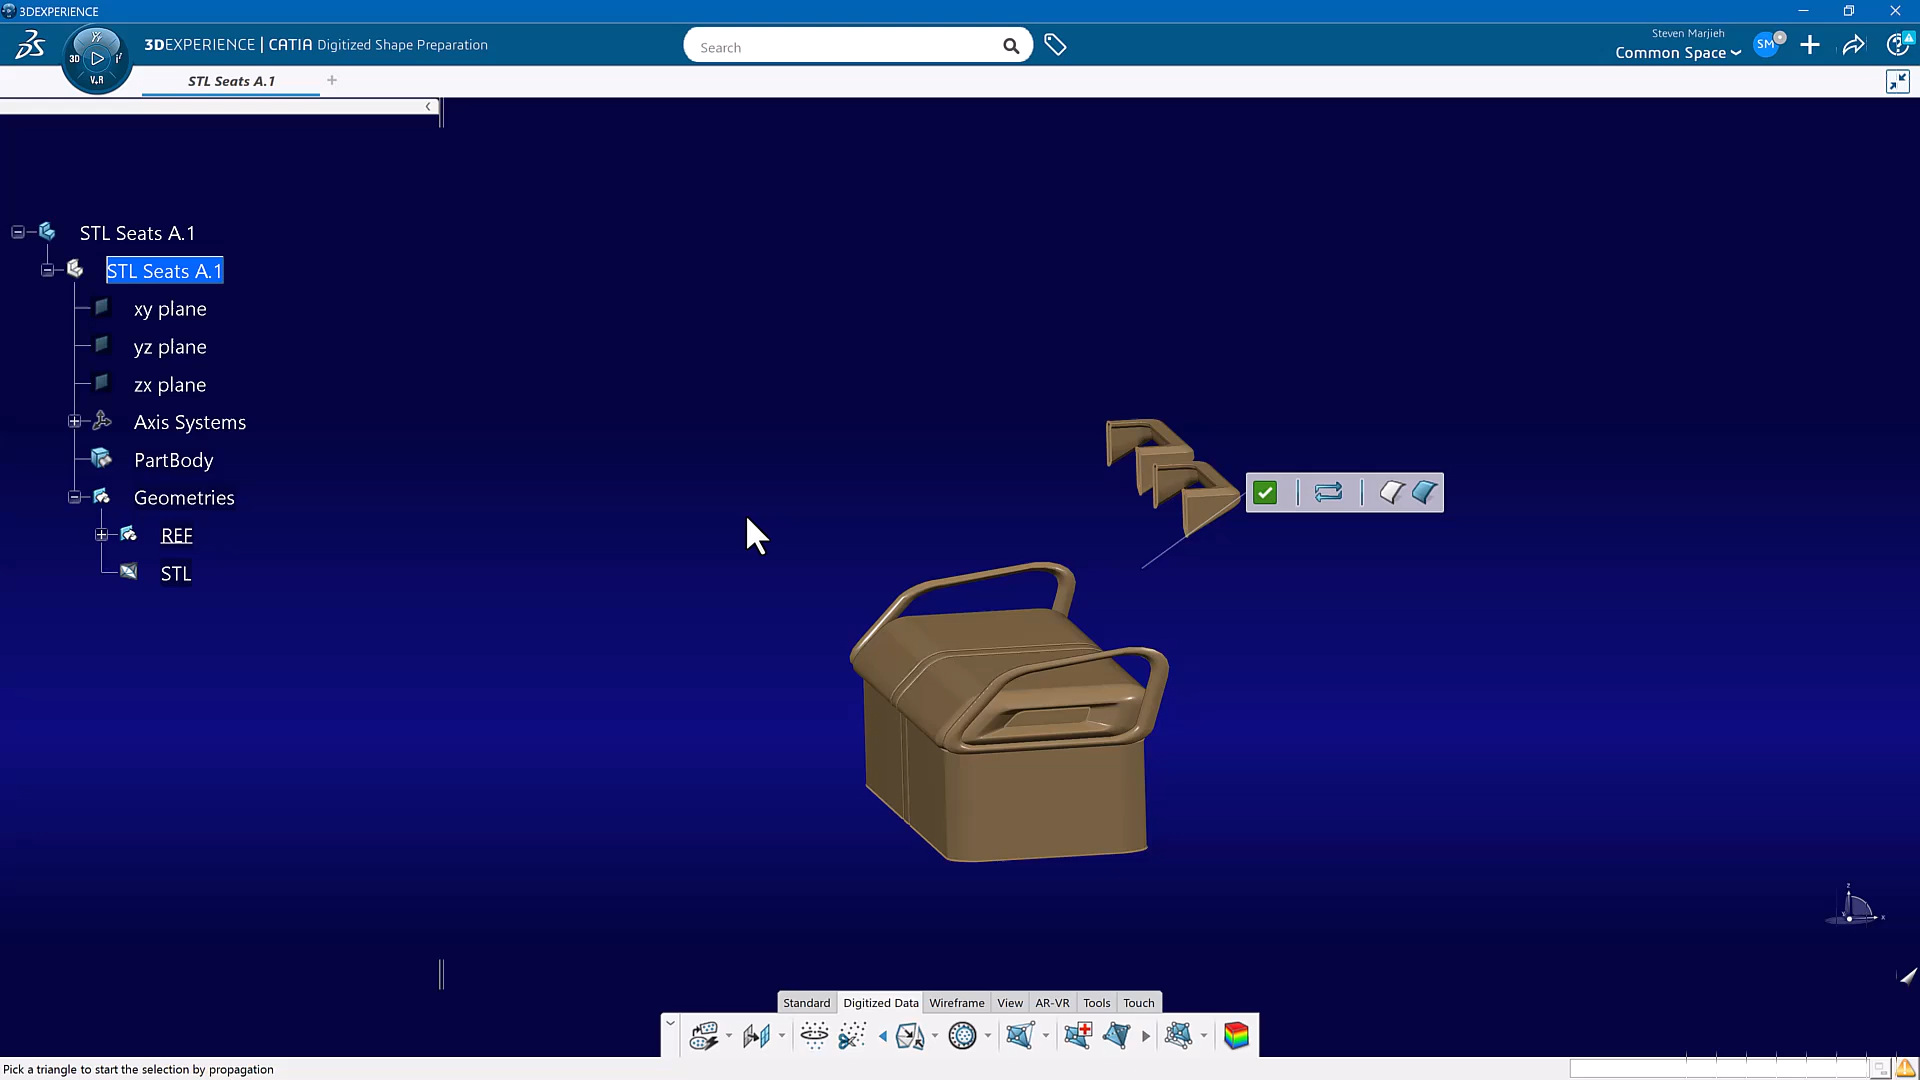 3DEXPERIENCE
3DEXPERIENCE | CATIA Digitized Shape Preparation
3D
V.R
Search
Steven Marjieh
Common Space
SM
STL Seats A.1
STL Seats A.1
STL Seats A.1
xy plane
yz plane
zx plane
Axis Systems
PartBody
Geometries
REF
STL
z
x
Standard Digitized Data Wireframe View AR-VR Tools Touch
Pick a triangle to start the selection by propagation